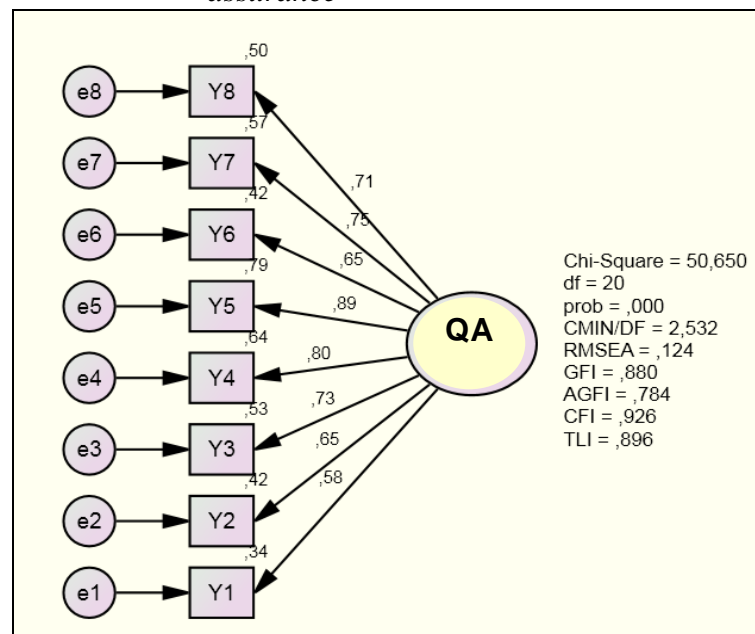 assurance
,50
e8 Y8
,57
e7 Y7
,71
,42
,75
e6 Y6
,65
,79
e5 Y5
,89
QA
,64
e4 Y4
,80
,53
,73
e3 Y3
,42
,65
,58
e2 Y2
,34
e1 Y1
Chi-Square = 50,650
df = 20
prob = ,000
CMIN/DF = 2,532
RMSEA = ,124
GFI = ,880
AGFI = ,784
CFI = ,926
TLI = ,896